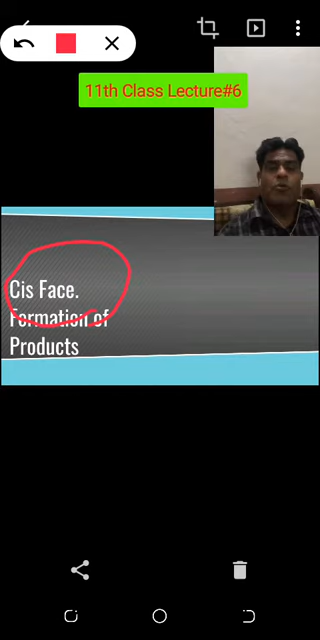 11th Class Lecture#6
Cis Face.
Formation of
Products